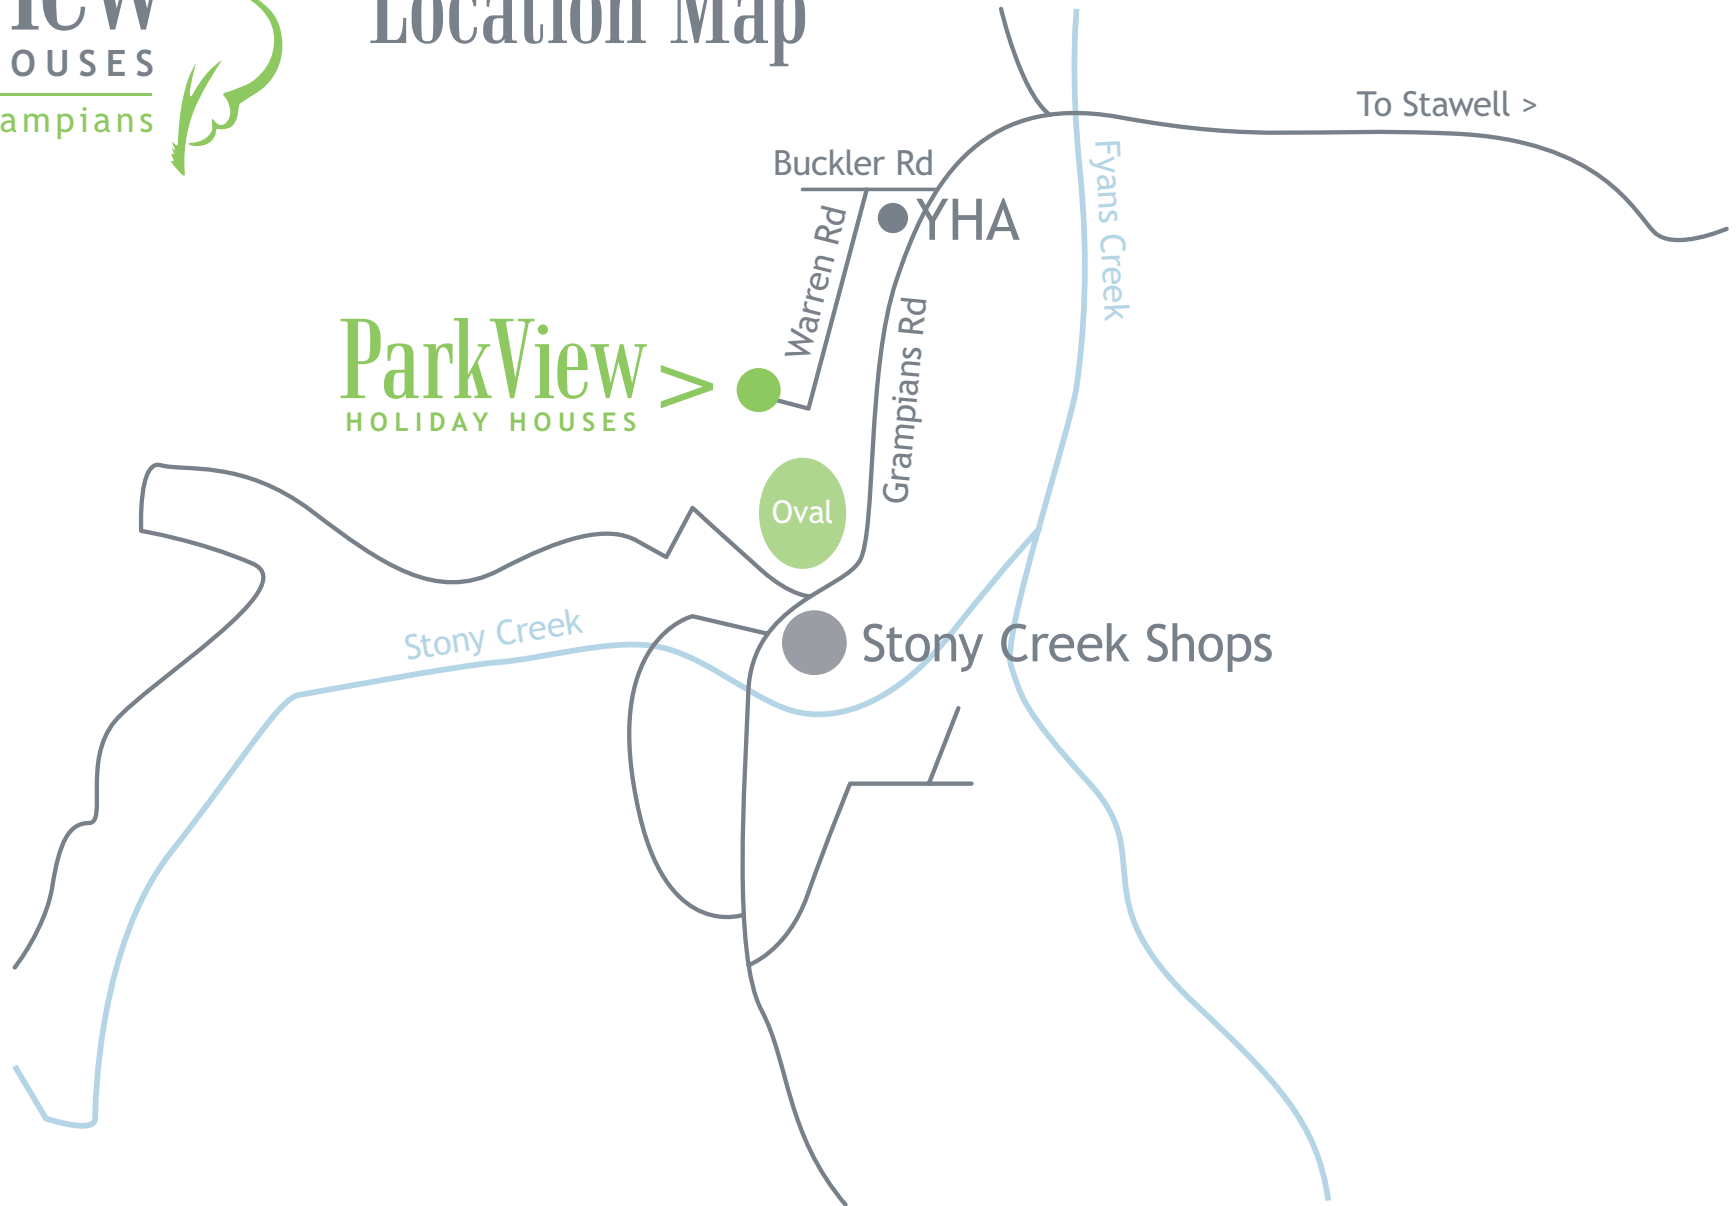 Location Map
OUSES
ampians
To Stawell >
Buckler Rd
Fyans Creek
YHA
Warren Rd
Grampians Rd
ParkView >
HOLIDAY HOUSES
Oval
Stony Creek
Stony Creek Shops